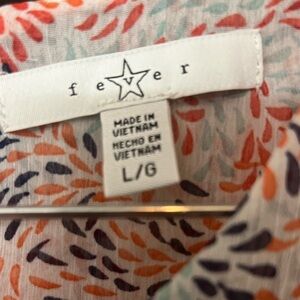 fever
MADE IN
VIETNAM
HECHO EN
VIETNAM
L/G